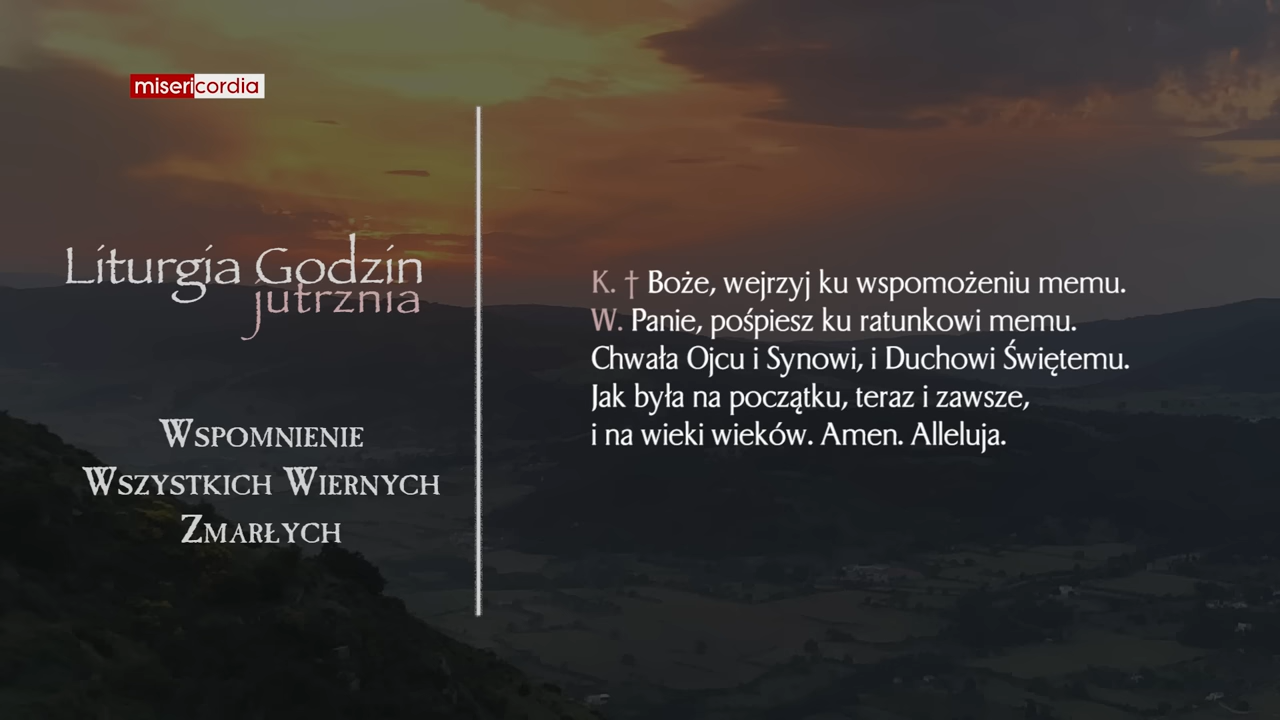 misericordia
Liturgia Godzin
jutrznia
Wspomnienie
Wszystkich Wiernych
Zmarłych
K. † Boże, wejrzyj ku wspomożeniu memu.
W. Panie, pośpiesz ku ratunkowi memu.
Chwała Ojcu i Synowi, i Duchowi Świętemu.
Jak była na początku, teraz i zawsze,
i na wieki wieków. Amen. Alleluja.